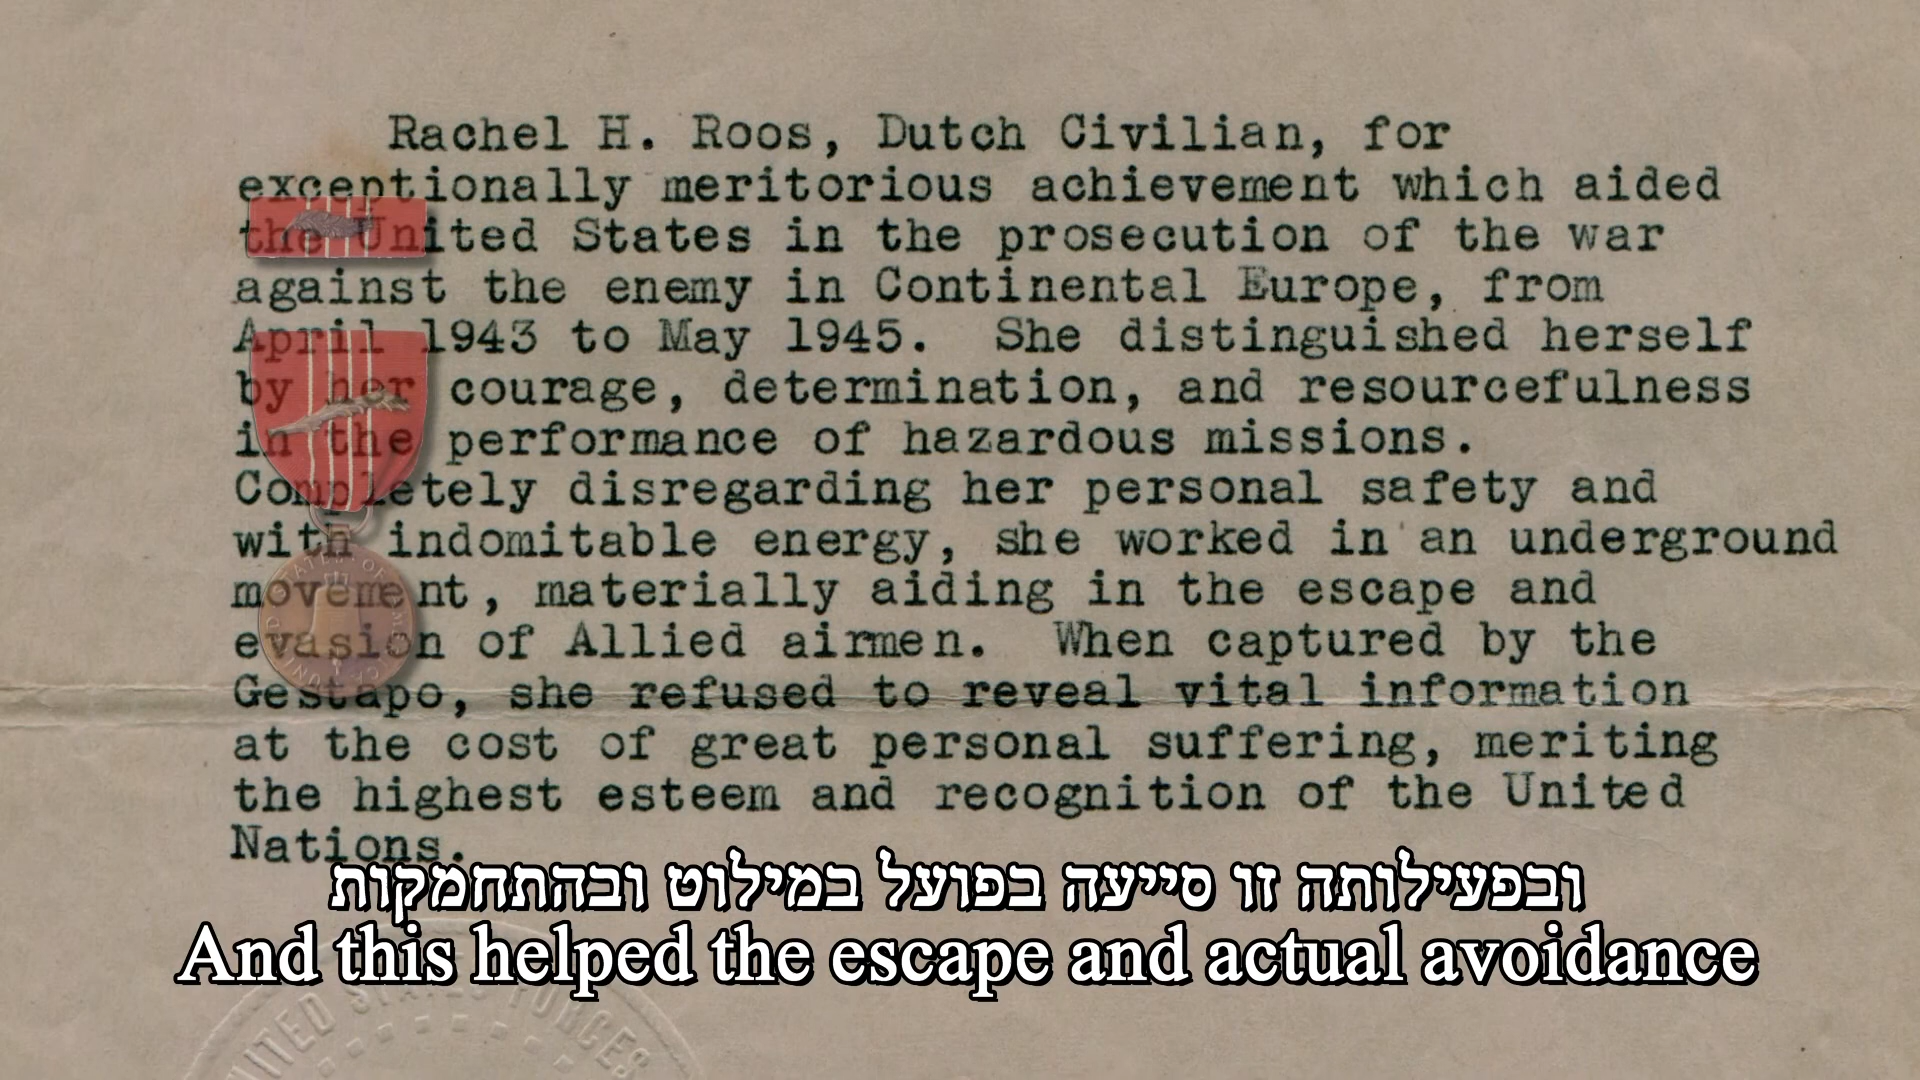 Rachel H. Roos, Dutch Civilian, for
exceptionally meritorious achievement which aided
the United States in the prosecution of the war
against the enemy in Continental Europe, from
April 1943 to May 1945. She distinguished herself
by her courage, determination, and resourcefulness
in the performance of hazardous missions.
Completely disregarding her personal safety and
with indomitable energy, she worked in an underground
movement, materially aiding in the escape and
evasion of Allied airmen. When captured by the
Gestapo, she refused to reveal vital information
at the cost of great personal suffering, meriting
the highest esteem and recognition of the United
Nations.
ובפעילותה זו סייעה בפועל במילוט ובהתחמקות
And this helped the escape and actual avoidance
UNITED STATES FORCES